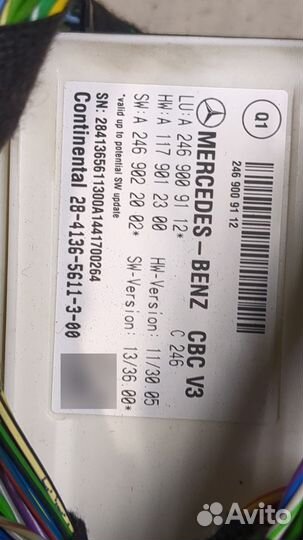 Q1
246 900 91 12
MERCEDES-BENZ CBC V3
C 246
LU:A 246 900 91 12*
HW:A 117 901 23 00 HW-Version: 11/30.05
SW:A 246 902 20 02* SW-Version: 13/36.00*
*valid up to potential SW update
SN: 2841365611300A1441700264
Continental 28-4136-5611-3-00
Avito